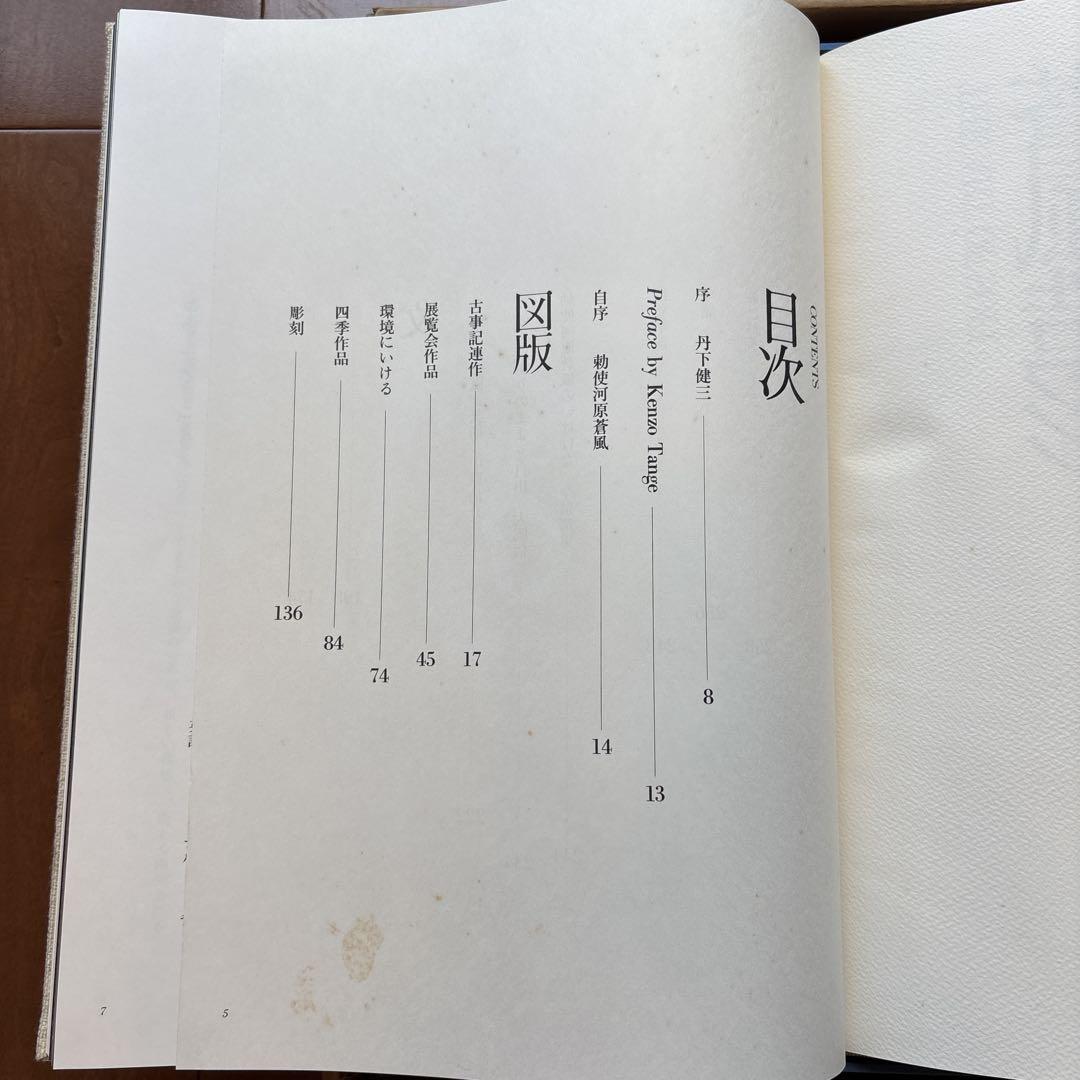 目次
CONTENTS
序 丹下健三 8
Preface by Kenzo Tange 13
自序 勅使河原蒼風 14
図版
古事記連作 17
展覧会作品 45
環境にいける 74
四季作品 84
彫刻 136
5
7